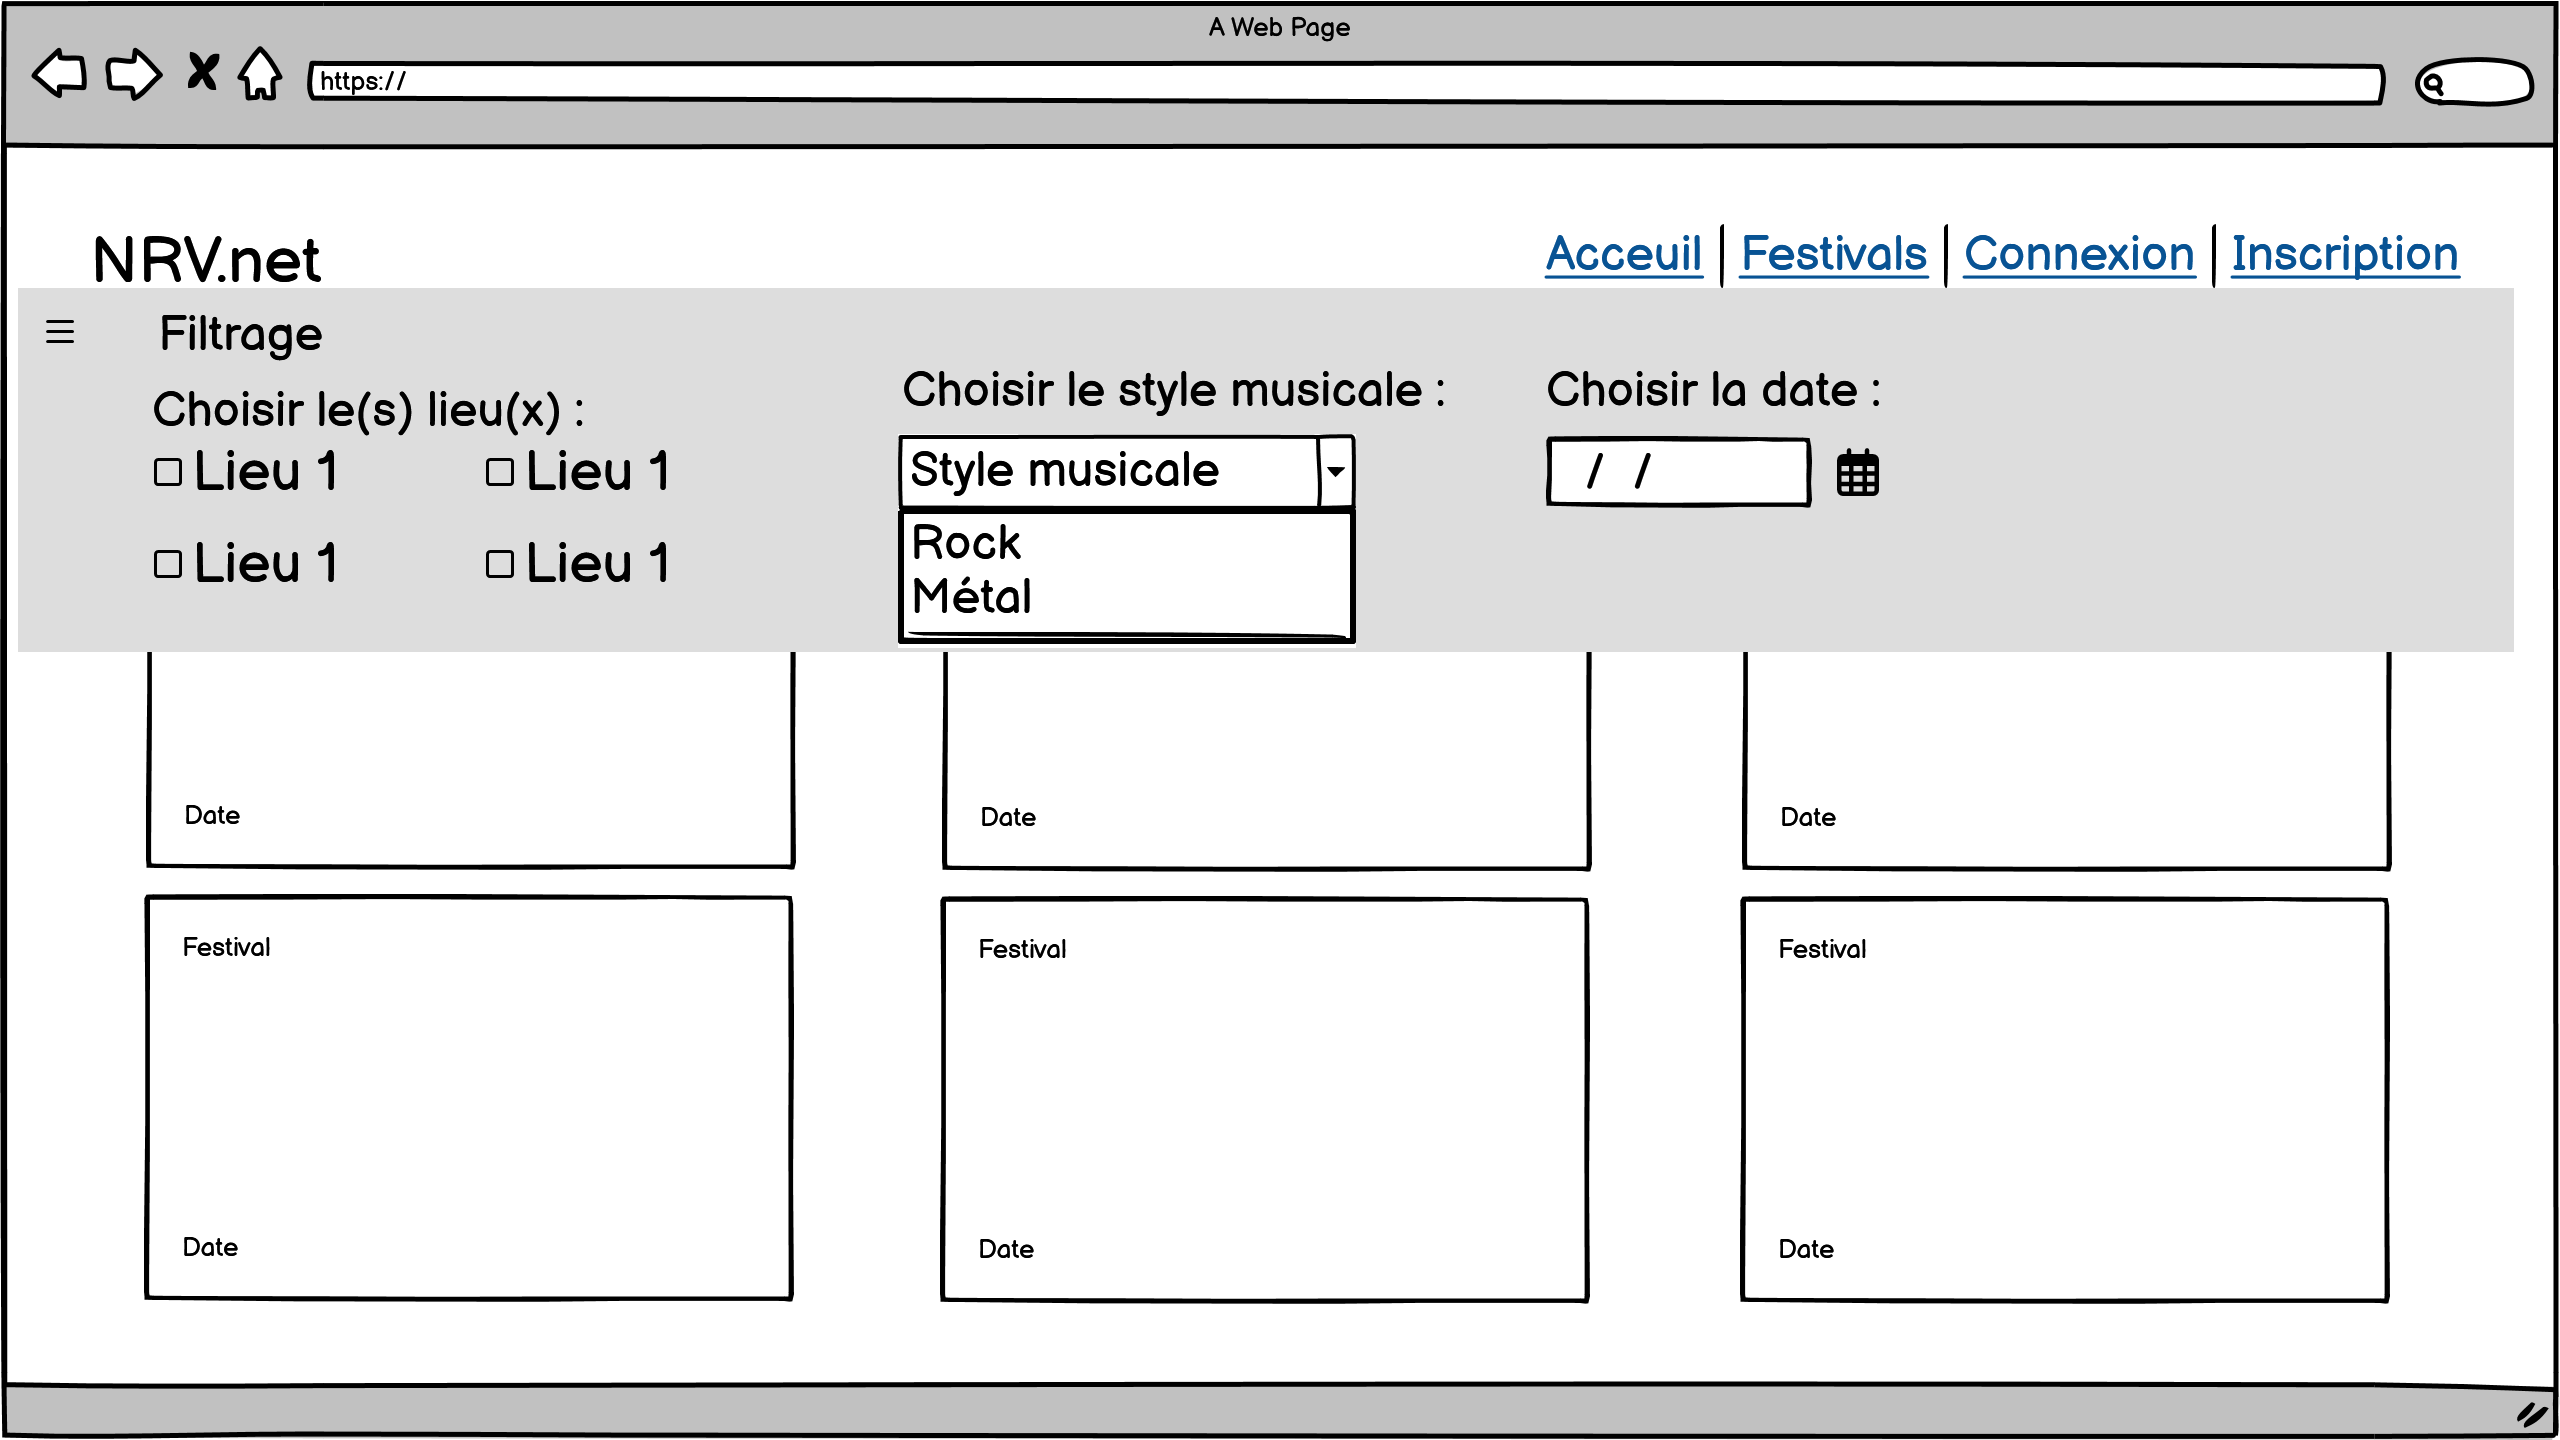 A Web Page
https://
NRV.net
Acceuil Festivals Connexion Inscription
Filtrage
Choisir le(s) lieu(x) :
Lieu 1 Lieu 1
Lieu 1 Lieu 1
Choisir le style musicale :
Style musicale
Rock
Métal
Choisir la date :
/ /
Date Date Date
Festival Festival Festival
Date Date Date